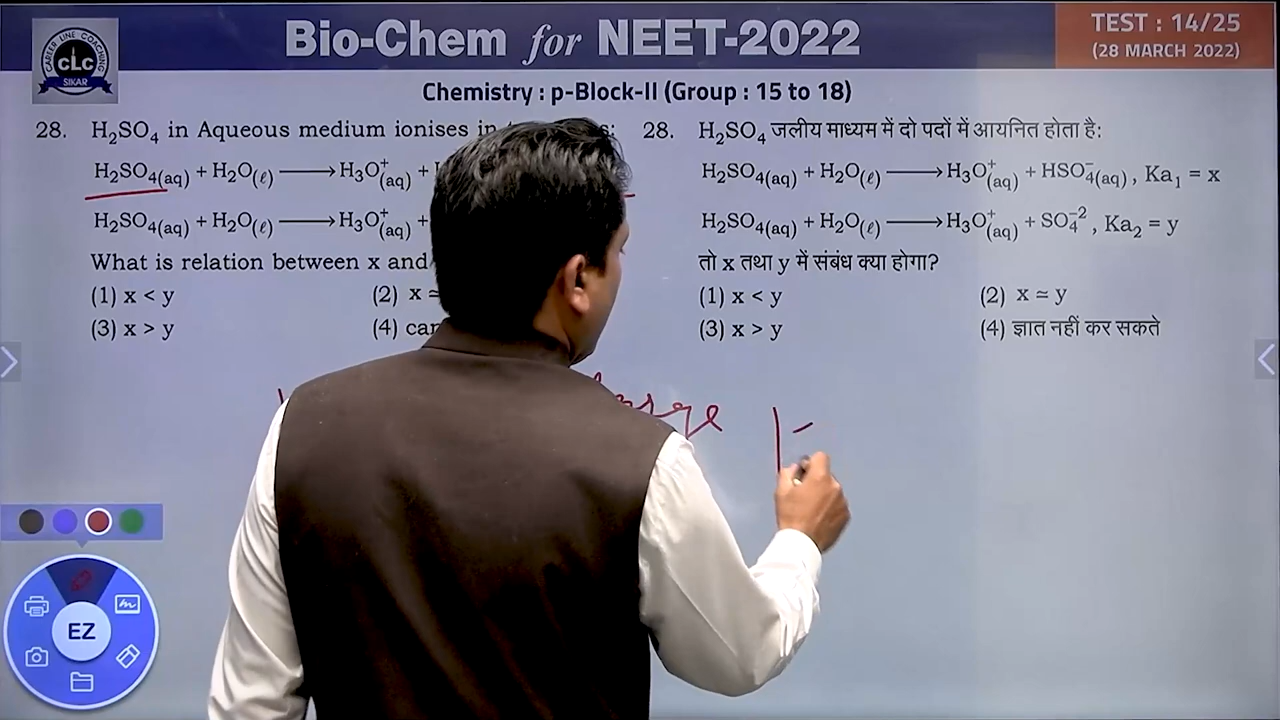 CAREER LINE COACHING
CLC
SIKAR
Bio-Chem for NEET-2022
TEST : 14/25
(28 MARCH 2022)
Chemistry : p-Block-II (Group : 15 to 18)
28. H₂SO₄ in Aqueous medium ionises in
H₂SO₄(aq) + H₂O(ℓ) ⟶ H₃O⁺(aq) +
H₂SO₄(aq) + H₂O(ℓ) ⟶ H₃O⁺(aq) +
What is relation between x and
(1) x < y (2) x
(3) x > y (4)
28. H₂SO₄ जलीय माध्यम में दो पदों में आयनित होता है:
H₂SO₄(aq) + H₂O(ℓ) ⟶ H₃O⁺(aq) + HSO₄⁻(aq) , Ka₁ = x
H₂SO₄(aq) + H₂O(ℓ) ⟶ H₃O⁺(aq) + SO₄⁻² , Ka₂ = y
तो x तथा y में संबंध क्या होगा?
(1) x < y (2) x ≃ y
(3) x > y (4) ज्ञात नहीं कर सकते
EZ